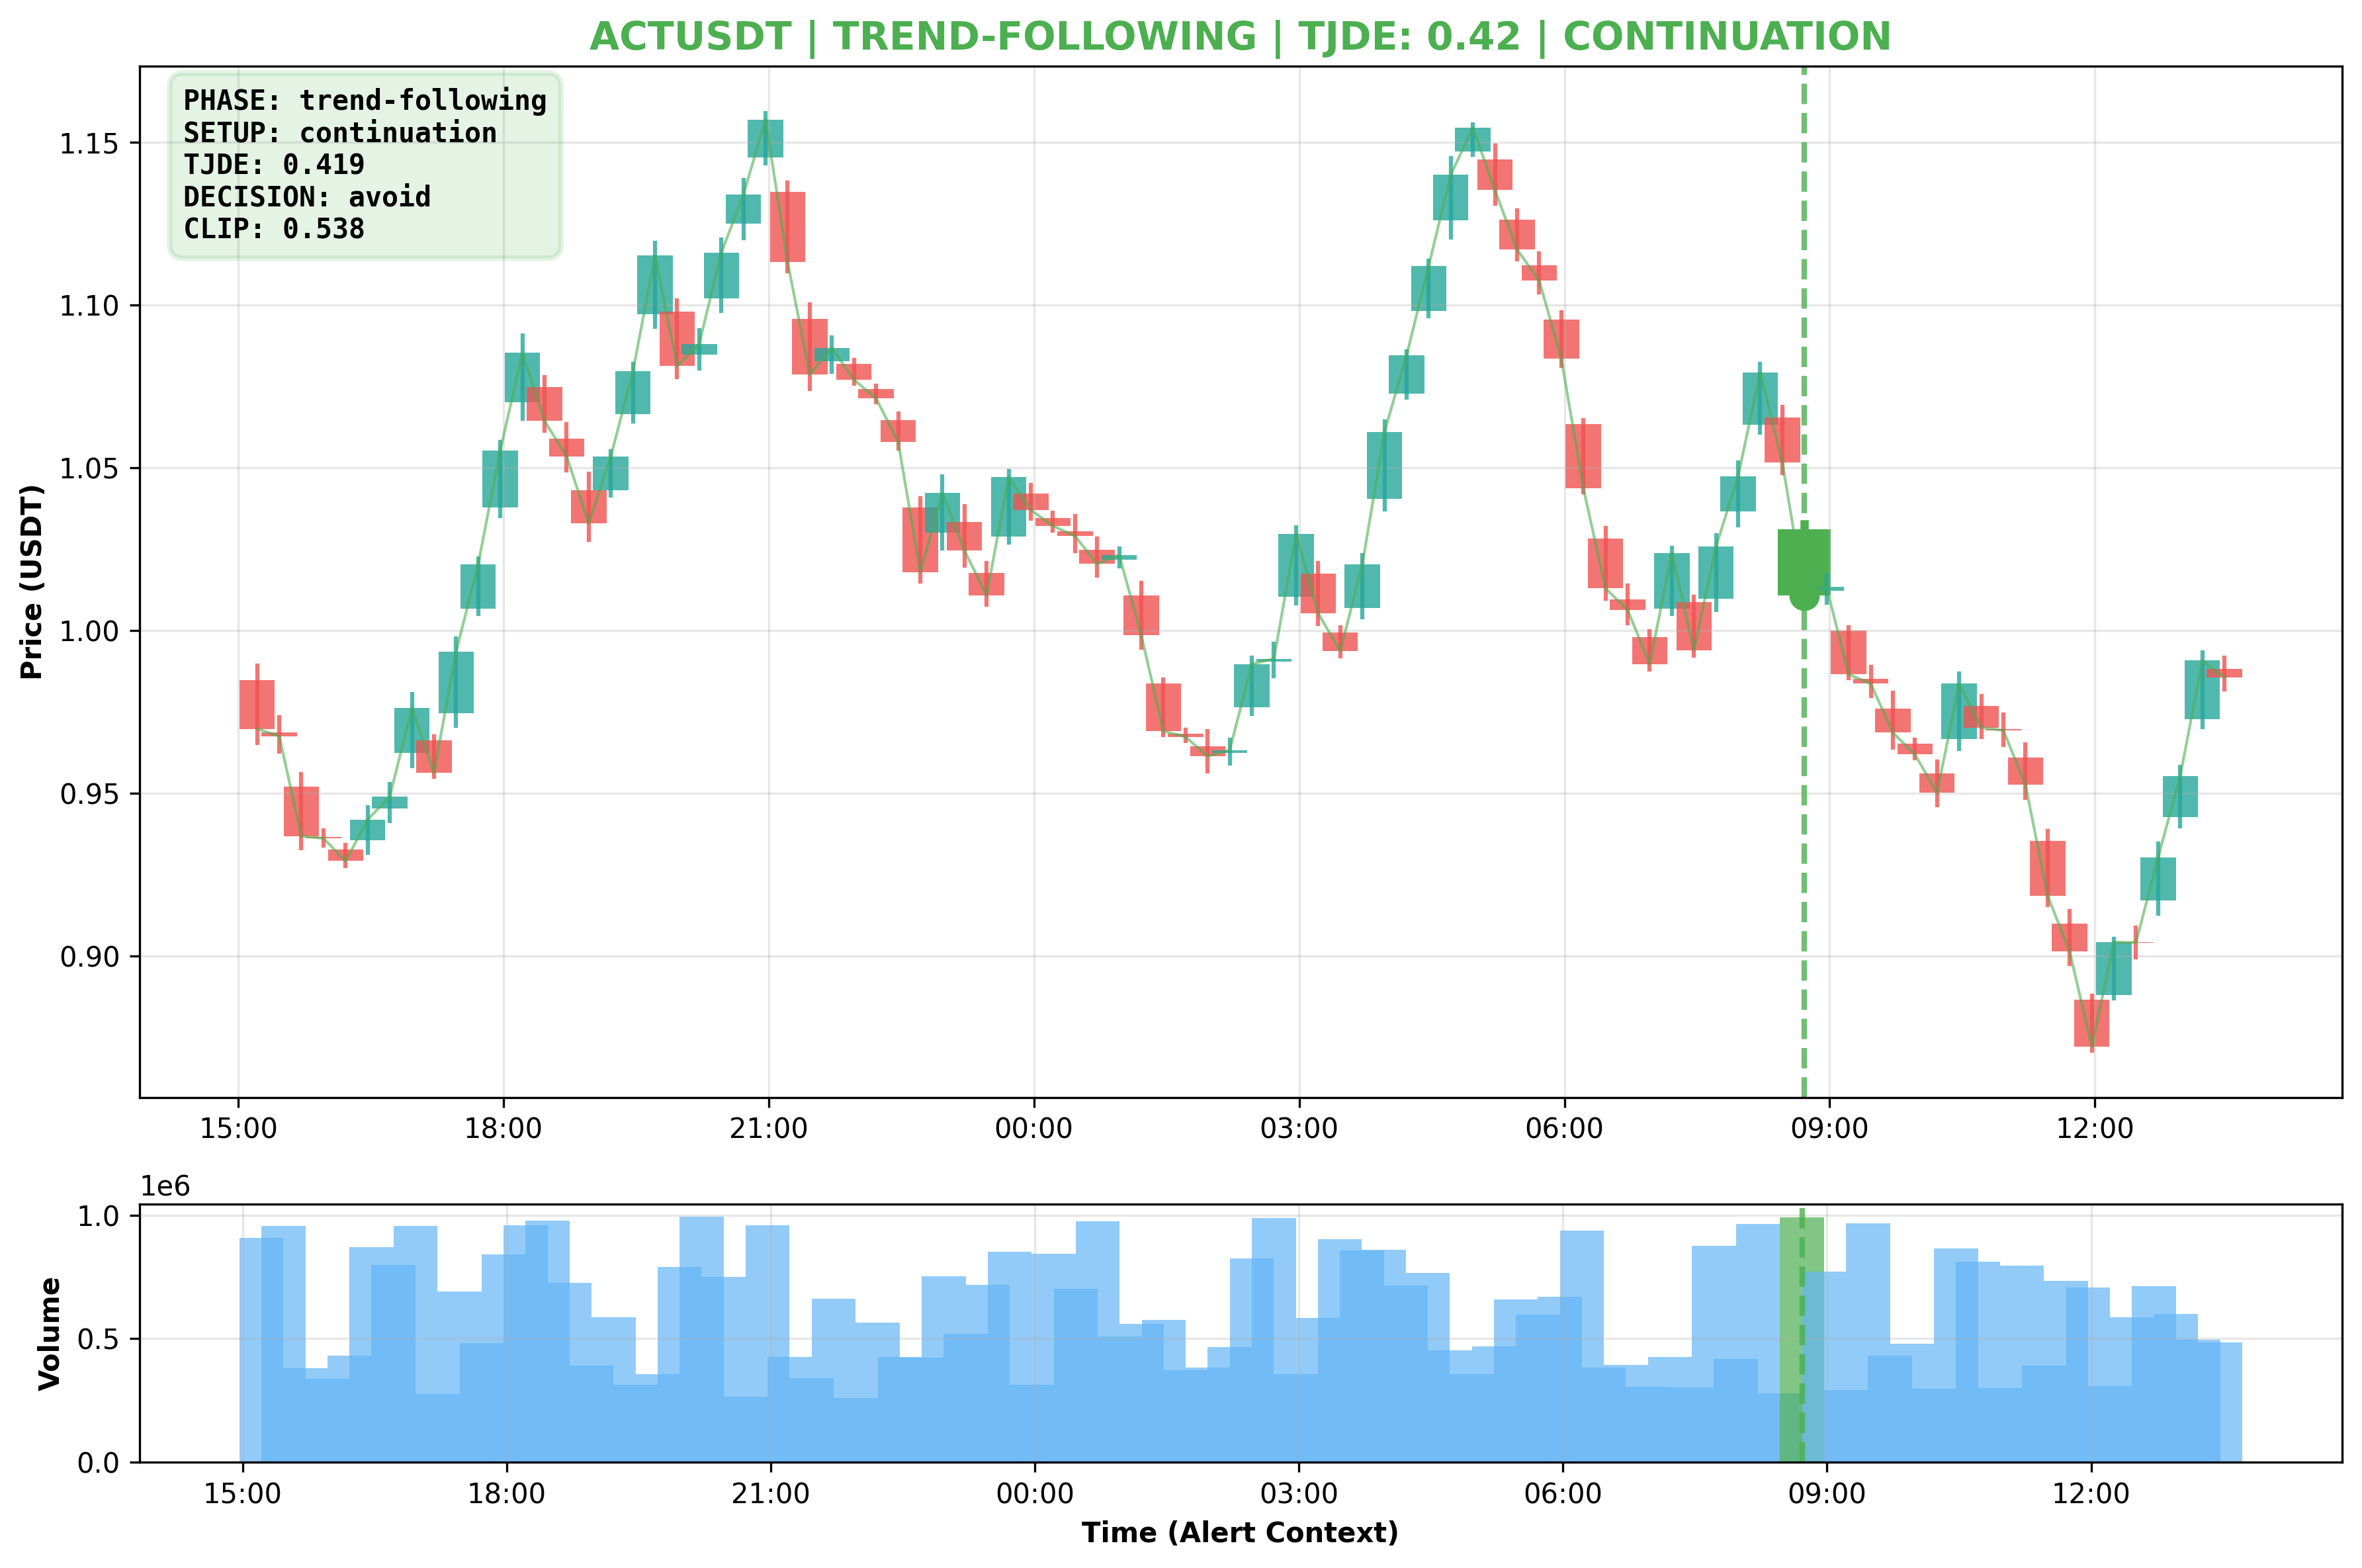 ACTUSDT | TREND-FOLLOWING | TJDE: 0.42 | CONTINUATION
PHASE: trend-following
SETUP: continuation
TJDE: 0.419
DECISION: avoid
CLIP: 0.538
Price (USDT)
1.15
1.10
1.05
1.00
0.95
0.90
15:00 18:00 21:00 00:00 03:00 06:00 09:00 12:00
1e6
Volume
1.0
0.5
0.0
15:00 18:00 21:00 00:00 03:00 06:00 09:00 12:00
Time (Alert Context)